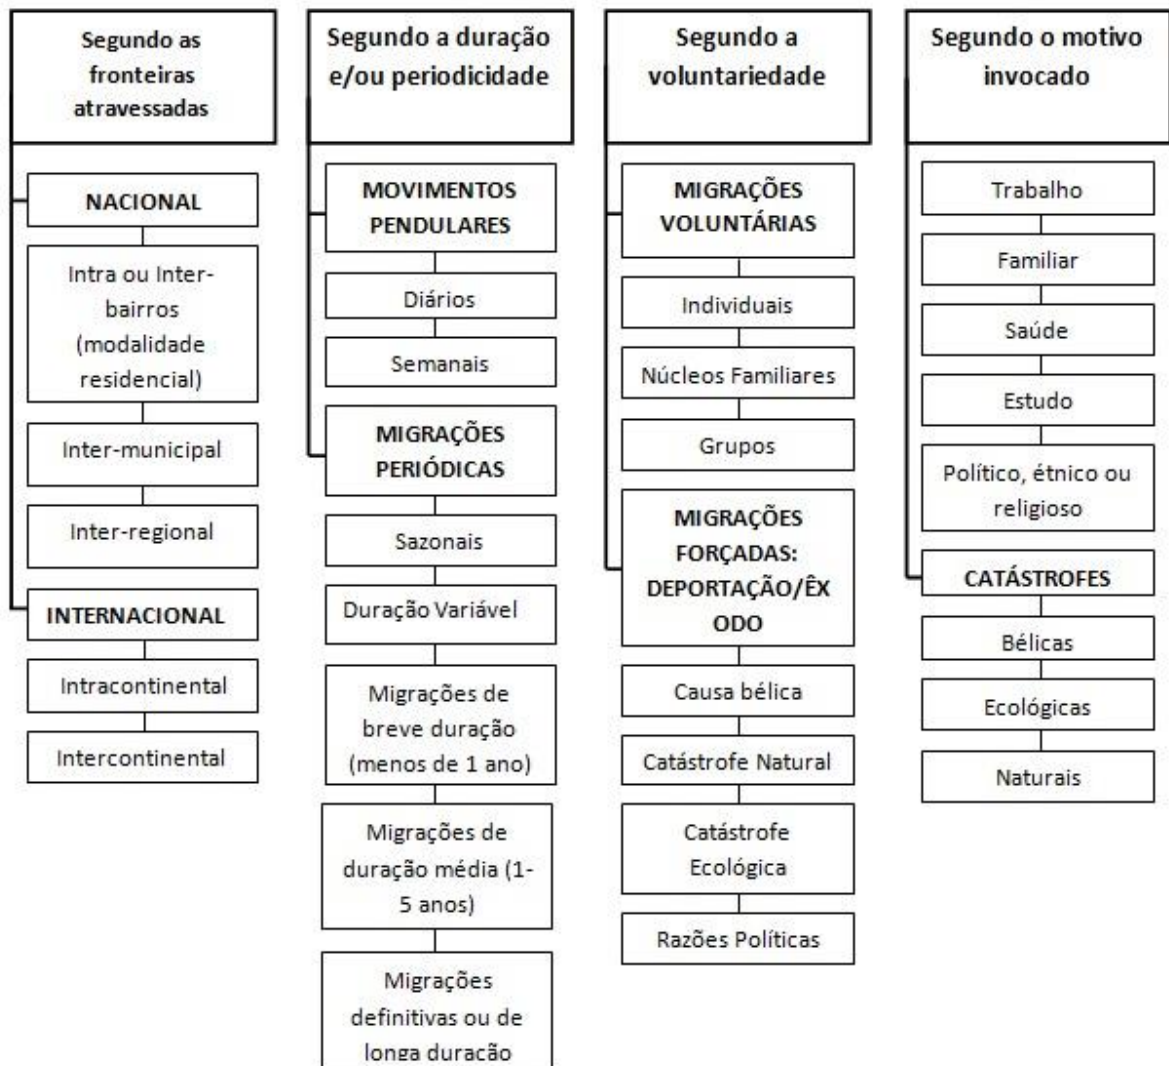 Segundo as
fronteiras
atravessadas
NACIONAL
Intra ou Inter-
bairros
(modalidade
residencial)
Inter-municipal
Inter-regional
INTERNACIONAL
Intracontinental
Intercontinental
Segundo a duração
e/ou periodicidade
MOVIMENTOS
PENDULARES
Diários
Semanais
MIGRAÇÕES
PERIÓDICAS
Sazonais
Duração Variável
Migrações de
breve duração
(menos de 1 ano)
Migrações de
duração média (1-
5 anos)
Migrações
definitivas ou de
longa duração
Segundo a
voluntariedade
MIGRAÇÕES
VOLUNTÁRIAS
Individuais
Núcleos Familiares
Grupos
MIGRAÇÕES
FORÇADAS:
DEPORTAÇÃO/ÊX
ODO
Causa bélica
Catástrofe Natural
Catástrofe
Ecológica
Razões Políticas
Segundo o motivo
invocado
Trabalho
Familiar
Saúde
Estudo
Político, étnico ou
religioso
CATÁSTROFES
Bélicas
Ecológicas
Naturais